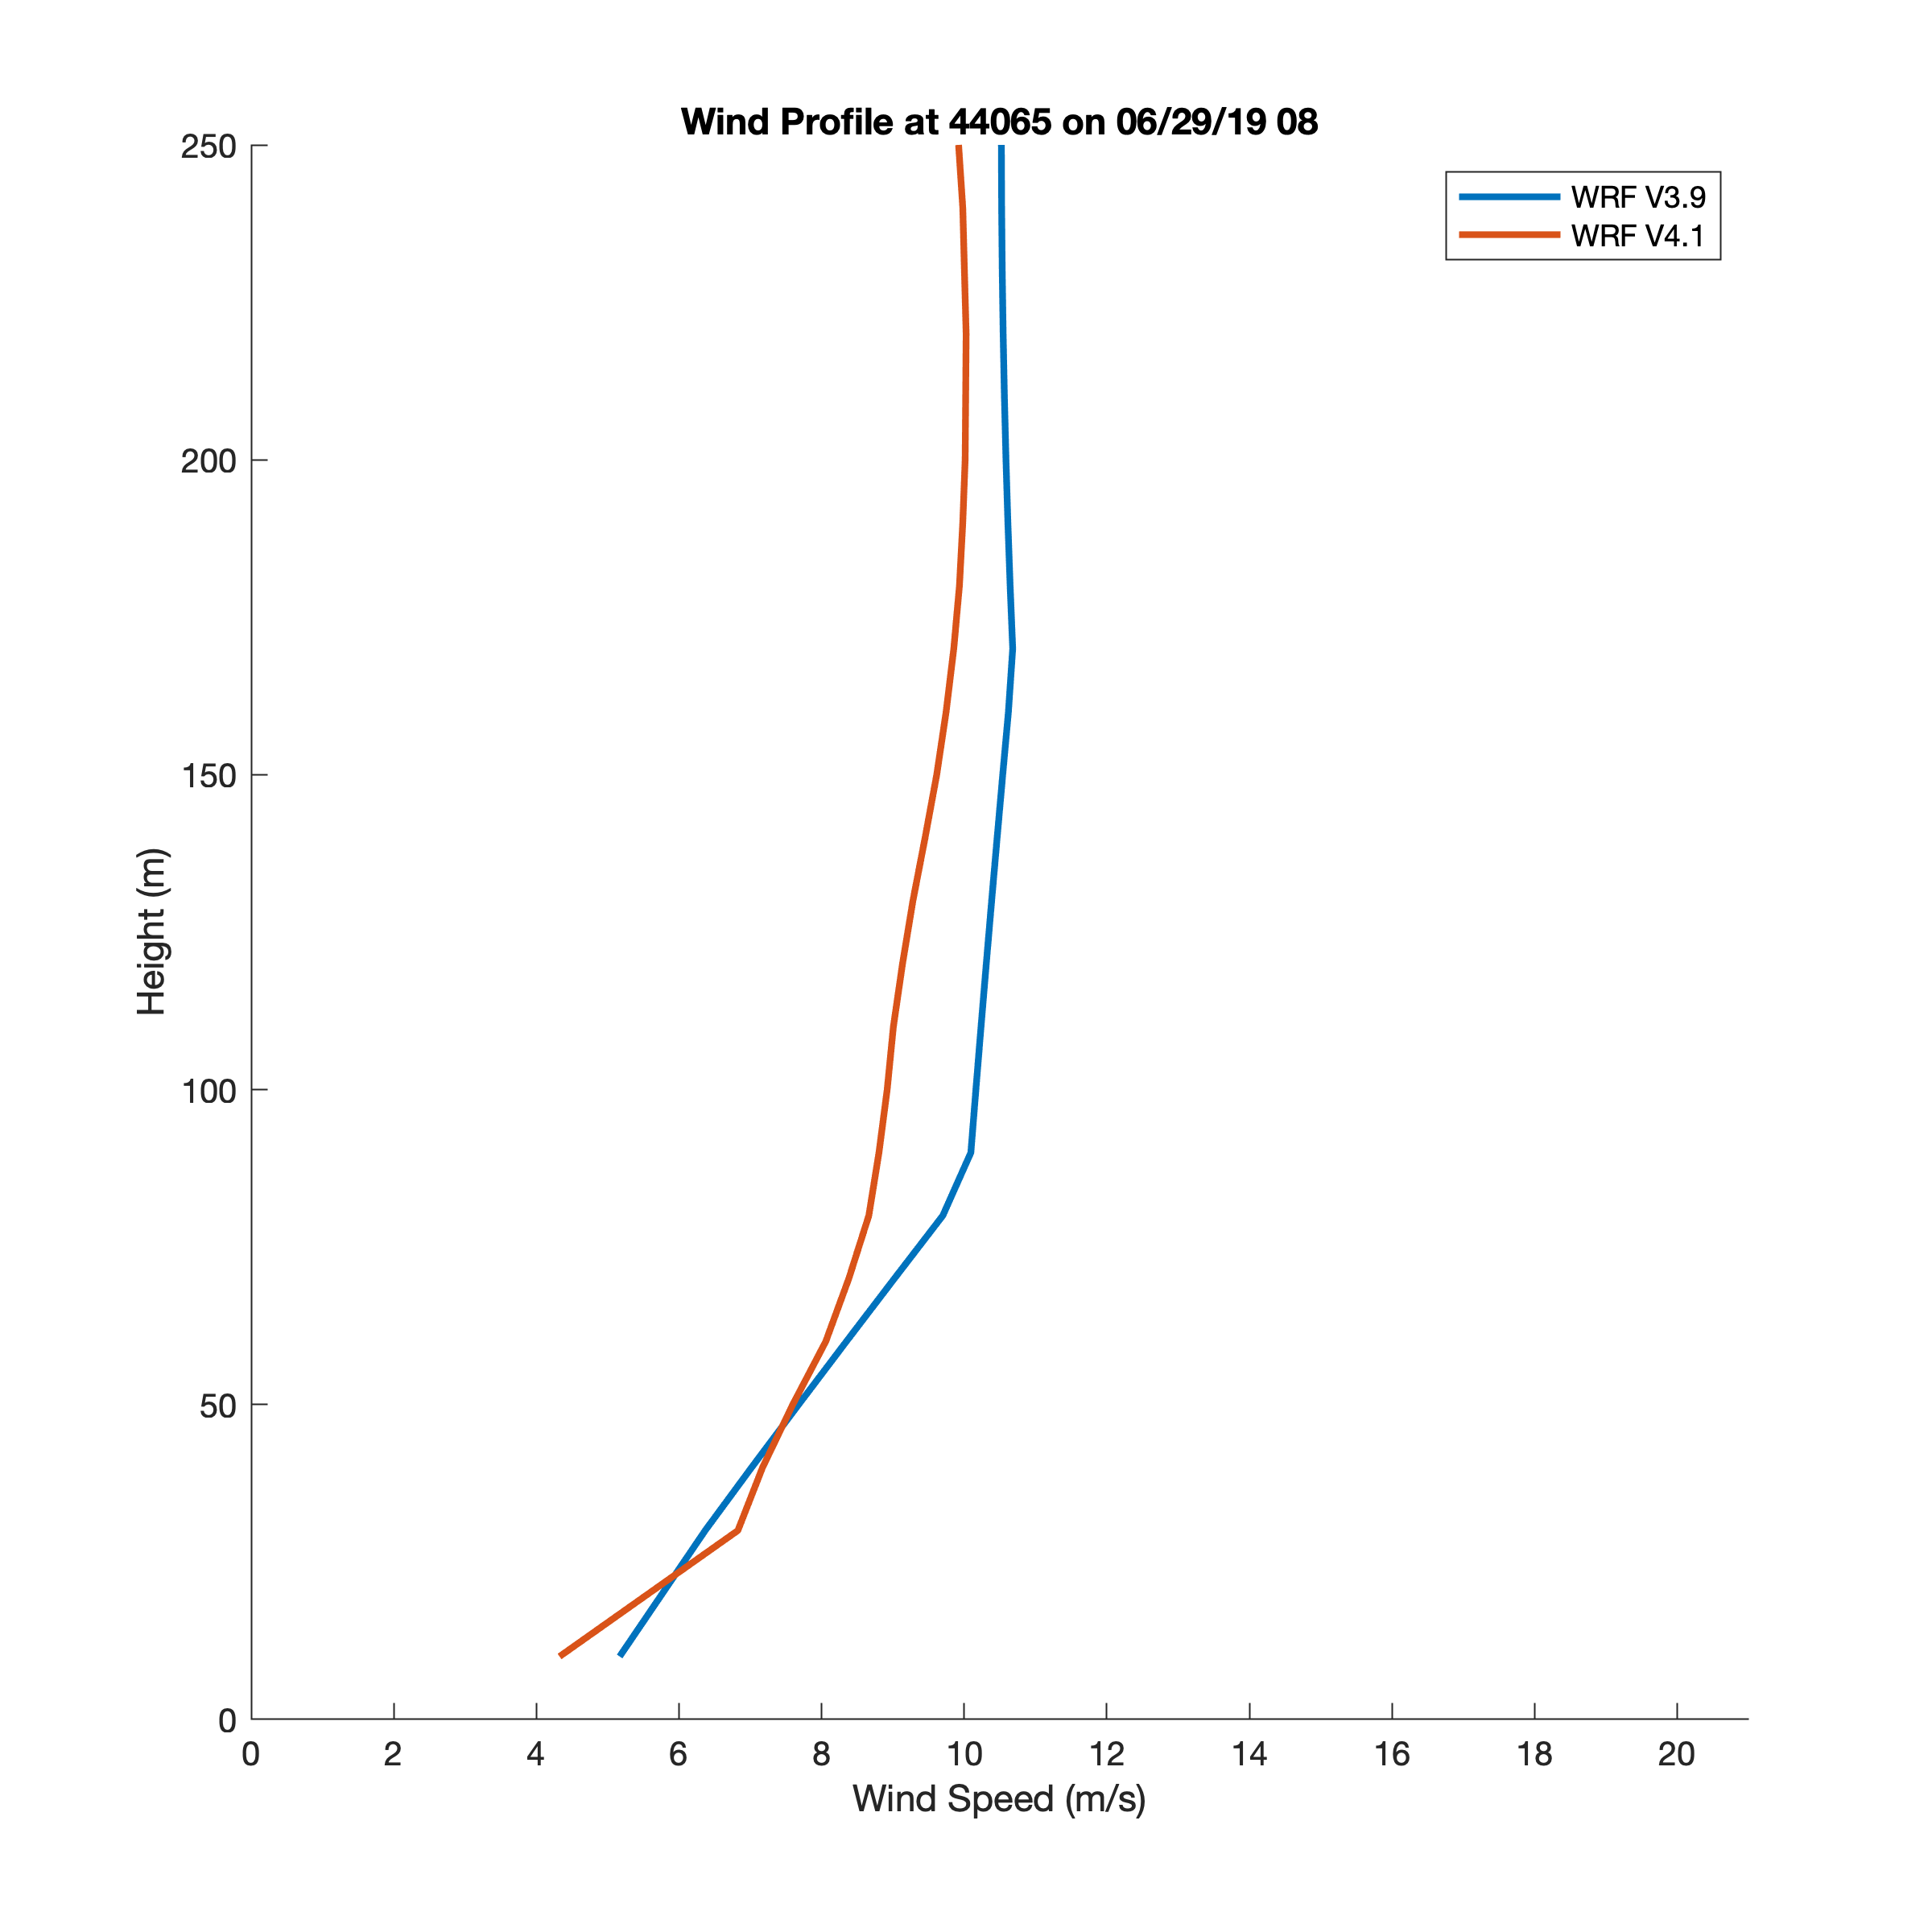 Wind Profile at 44065 on 06/29/19 08
WRF V3.9
WRF V4.1
250
200
150
100
50
0
Height (m)
0 2 4 6 8 10 12 14 16 18 20
Wind Speed (m/s)